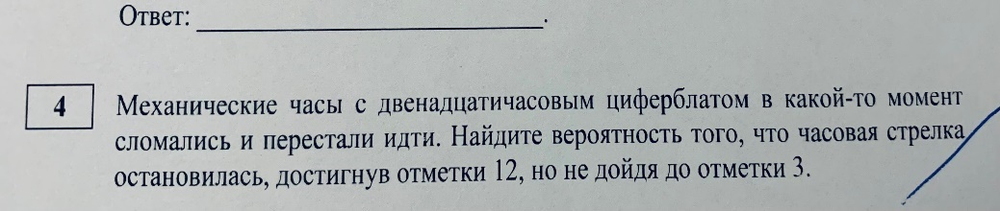 Ответ: ______________________.
4 Механические часы с двенадцатичасовым циферблатом в какой-то момент
сломались и перестали идти. Найдите вероятность того, что часовая стрелка
остановилась, достигнув отметки 12, но не дойдя до отметки 3.